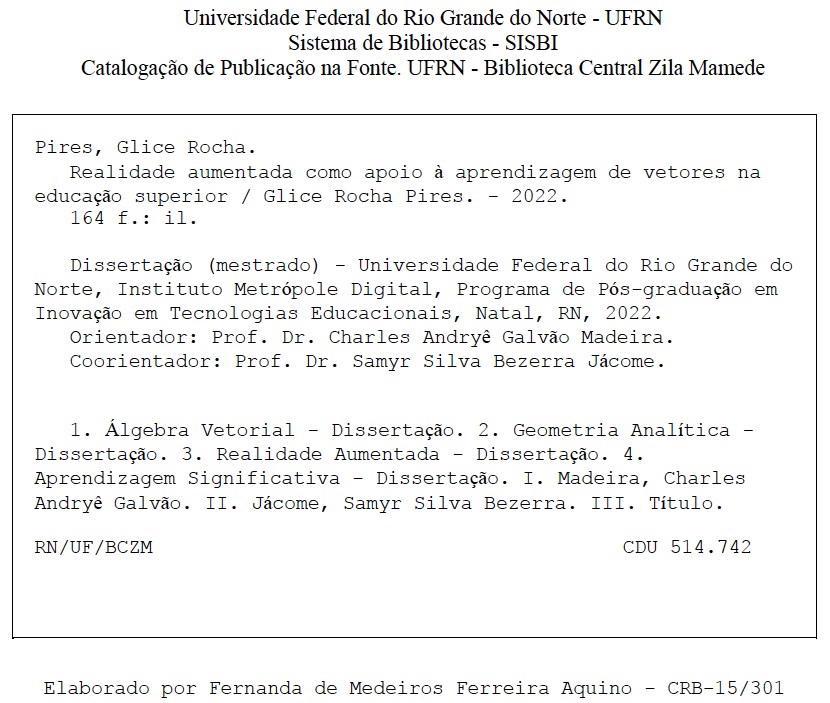 Universidade Federal do Rio Grande do Norte - UFRN
Sistema de Bibliotecas - SISBI
Catalogação de Publicação na Fonte. UFRN - Biblioteca Central Zila Mamede
Pires, Glice Rocha.
Realidade aumentada como apoio à aprendizagem de vetores na
educação superior / Glice Rocha Pires. - 2022.
164 f.: il.
Dissertação (mestrado) - Universidade Federal do Rio Grande do
Norte, Instituto Metrópole Digital, Programa de Pós-graduação em
Inovação em Tecnologias Educacionais, Natal, RN, 2022.
Orientador: Prof. Dr. Charles Andryê Galvão Madeira.
Coorientador: Prof. Dr. Samyr Silva Bezerra Jácome.
1. Álgebra Vetorial - Dissertação. 2. Geometria Analítica -
Dissertação. 3. Realidade Aumentada - Dissertação. 4.
Aprendizagem Significativa - Dissertação. I. Madeira, Charles
Andryê Galvão. II. Jácome, Samyr Silva Bezerra. III. Título.
RN/UF/BCZM CDU 514.742
Elaborado por Fernanda de Medeiros Ferreira Aquino - CRB-15/301